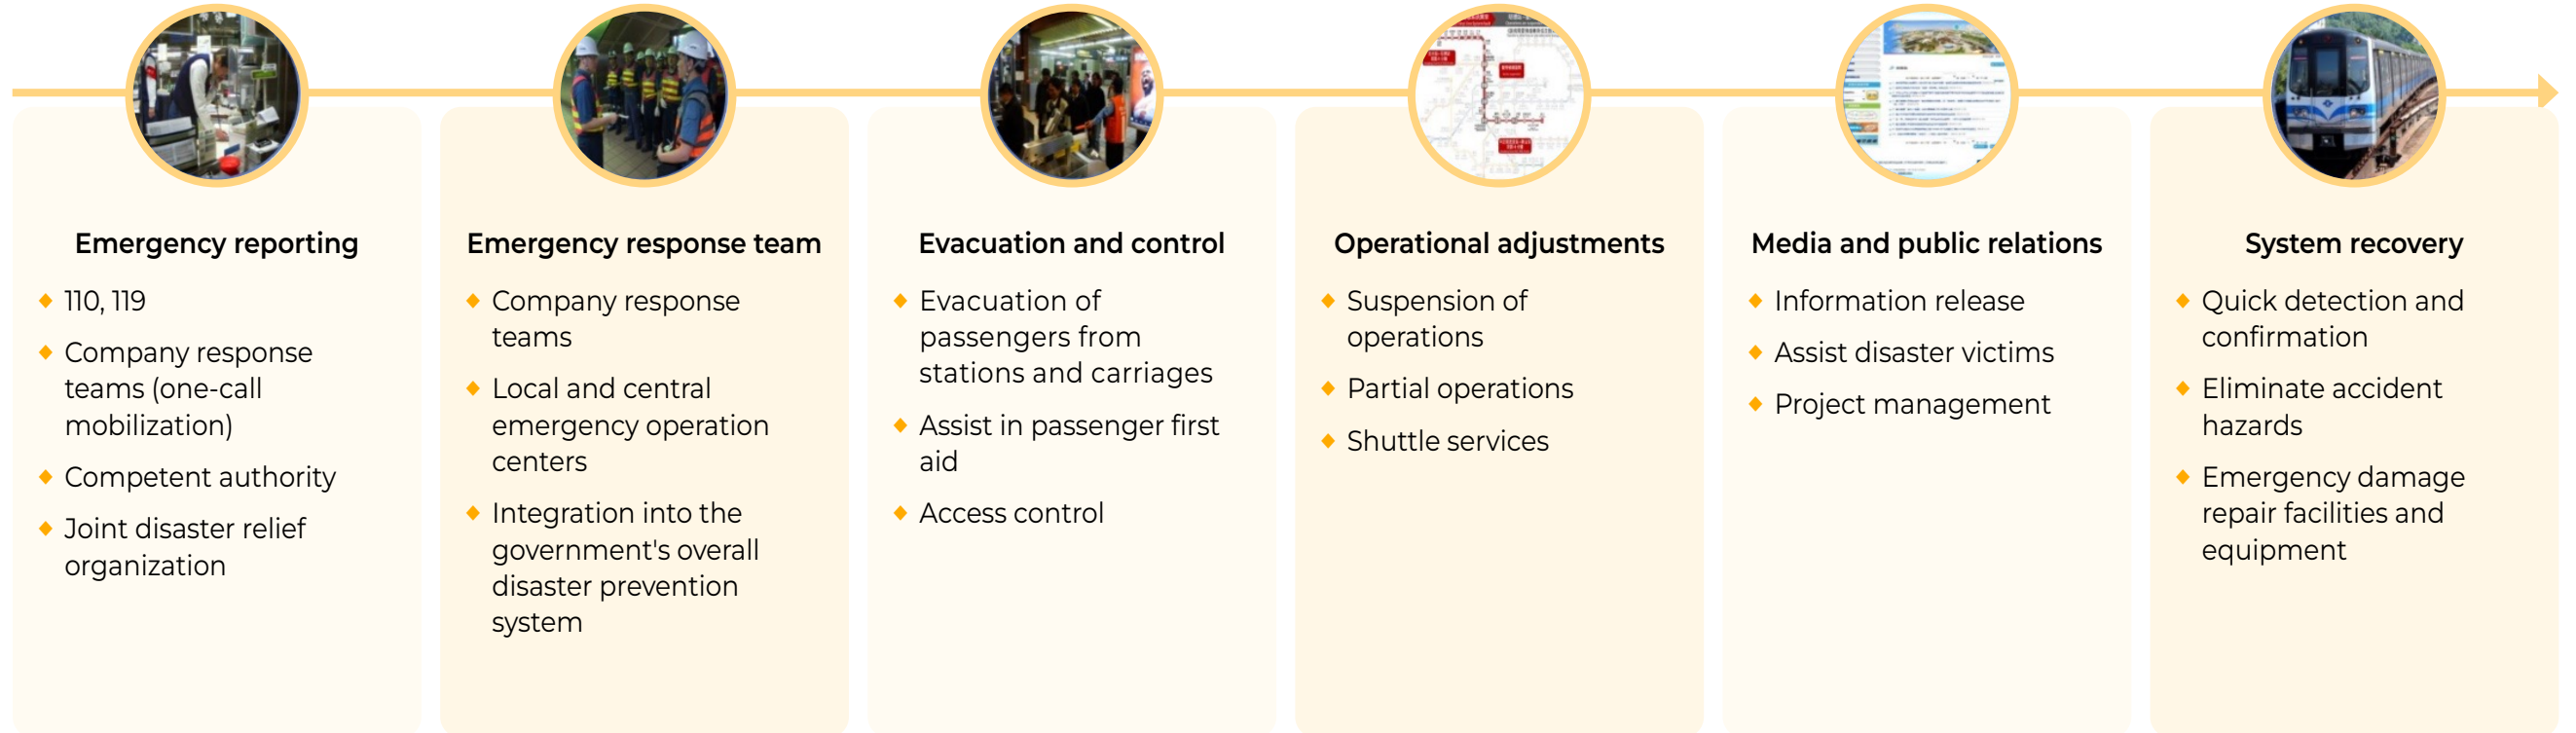 Emergency reporting
110, 119
Company response
teams (one-call
mobilization)
Competent authority
Joint disaster relief
organization
Emergency response team
Company response
teams
Local and central
emergency operation
centers
Integration into the
government's overall
disaster prevention
system
Evacuation and control
Evacuation of
passengers from
stations and carriages
Assist in passenger first
aid
Access control
Operational adjustments
Suspension of
operations
Partial operations
Shuttle services
Media and public relations
Information release
Assist disaster victims
Project management
System recovery
Quick detection and
confirmation
Eliminate accident
hazards
Emergency damage
repair facilities and
equipment